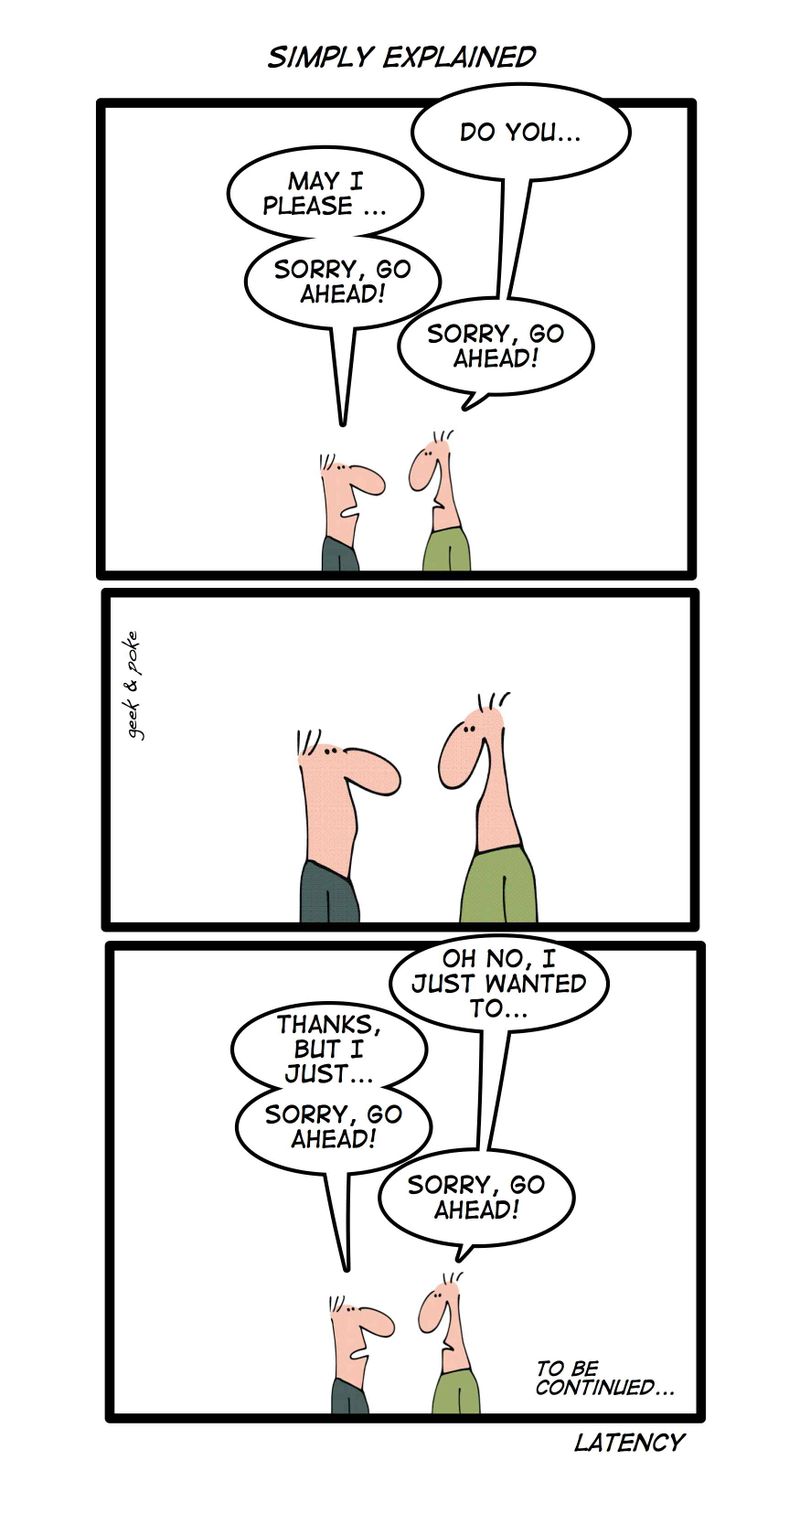 SIMPLY EXPLAINED
DO YOU...
MAY I
PLEASE ...
SORRY, GO
AHEAD!
SORRY, GO
AHEAD!
geek & poke
OH NO, I
JUST WANTED
TO...
THANKS,
BUT I
JUST...
SORRY, GO
AHEAD!
SORRY, GO
AHEAD!
TO BE
CONTINUED...
LATENCY